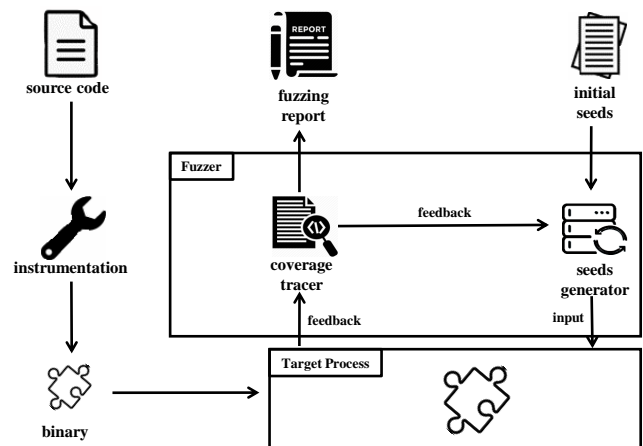 REPORT
source code
fuzzing
report
initial
seeds
Fuzzer
feedback
instrumentation
coverage
tracer
seeds
generator
feedback
input
Target Process
binary